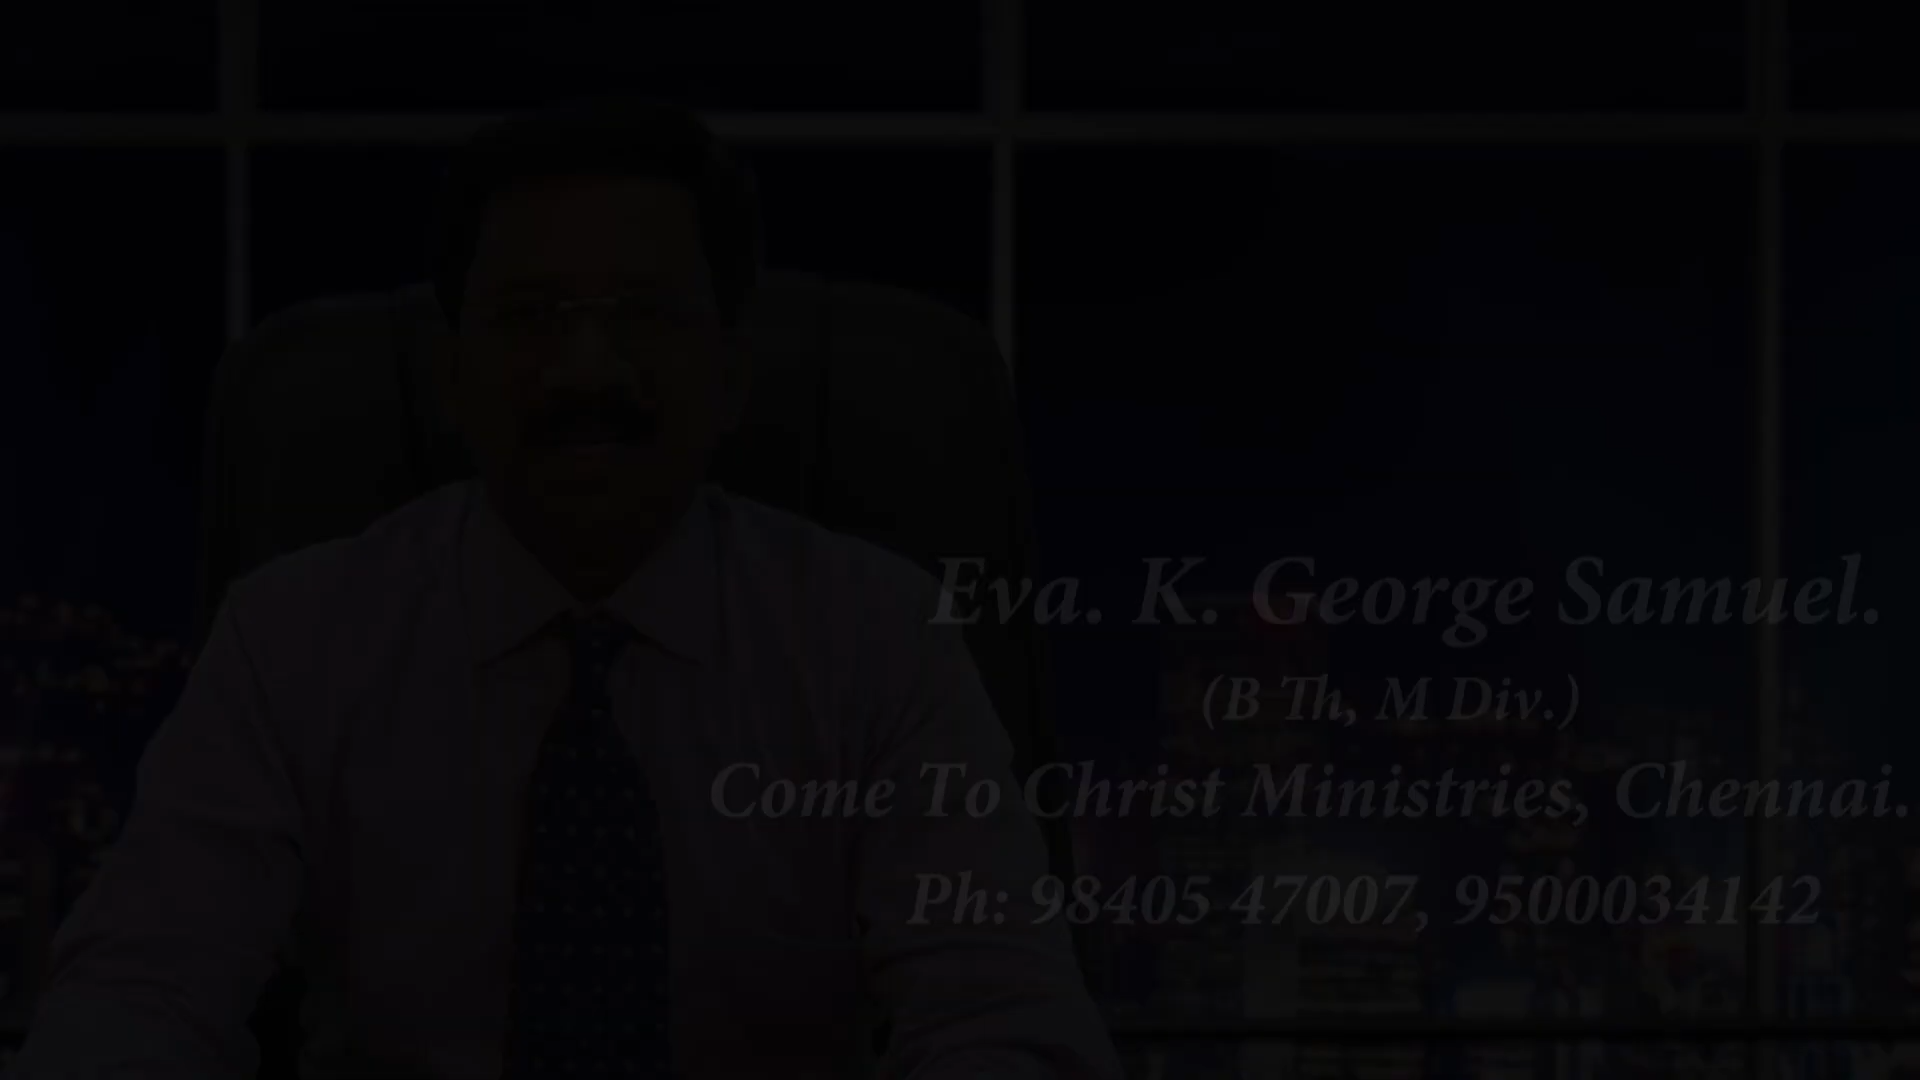 Eva. K. George Samuel.
(B Th, M Div.)
Come To Christ Ministries, Chennai.
Ph: 98405 47007, 9500034142